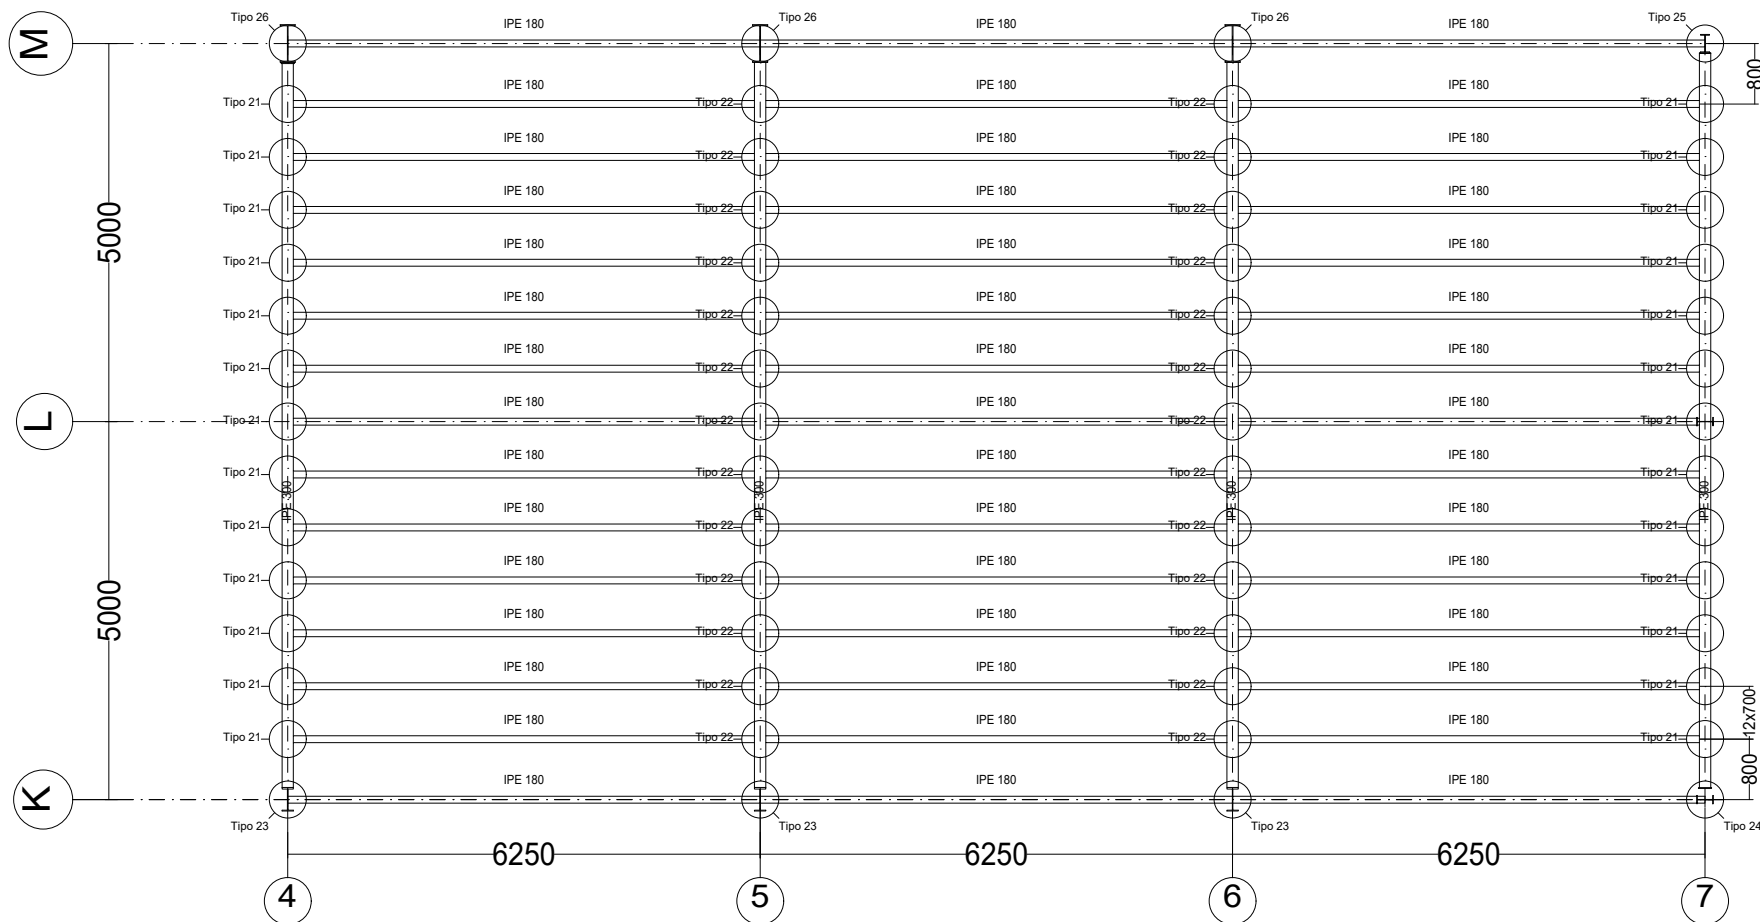 M
Tipo 26 IPE 180 Tipo 26 IPE 180 Tipo 26 IPE 180 Tipo 25
800
IPE 180 IPE 180 IPE 180
Tipo 21 Tipo 22 Tipo 22 Tipo 21
IPE 180 IPE 180 IPE 180
Tipo 21 Tipo 22 Tipo 22 Tipo 21
IPE 180 IPE 180 IPE 180
Tipo 21 Tipo 22 Tipo 22 Tipo 21
5000
IPE 180 IPE 180 IPE 180
Tipo 21 Tipo 22 Tipo 22 Tipo 21
IPE 180 IPE 180 IPE 180
Tipo 21 Tipo 22 Tipo 22 Tipo 21
IPE 180 IPE 180 IPE 180
Tipo 21 Tipo 22 Tipo 22 Tipo 21
IPE 180 IPE 180 IPE 180
L
Tipo 21 Tipo 22 Tipo 22 Tipo 21
IPE 180 IPE 180 IPE 180
Tipo 21 Tipo 22 Tipo 22 Tipo 21
IPE 300 IPE 300 IPE 300 IPE 300
IPE 180 IPE 180 IPE 180
Tipo 21 Tipo 22 Tipo 22 Tipo 21
IPE 180 IPE 180 IPE 180
Tipo 21 Tipo 22 Tipo 22 Tipo 21
5000
IPE 180 IPE 180 IPE 180
Tipo 21 Tipo 22 Tipo 22 Tipo 21
IPE 180 IPE 180 IPE 180
Tipo 21 Tipo 22 Tipo 22 Tipo 21
12x700
IPE 180 IPE 180 IPE 180
Tipo 21 Tipo 22 Tipo 22 Tipo 21
800
IPE 180 IPE 180 IPE 180
K
Tipo 23 Tipo 23 Tipo 23 Tipo 24
6250 6250 6250
4 5 6 7